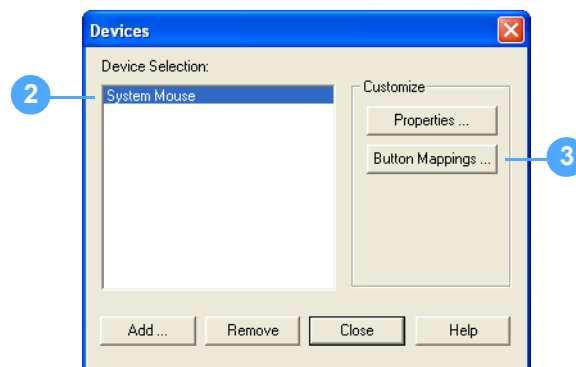 Devices
Device Selection:
System Mouse
Customize
Properties ...
Button Mappings ...
2
3
Add ...
Remove
Close
Help